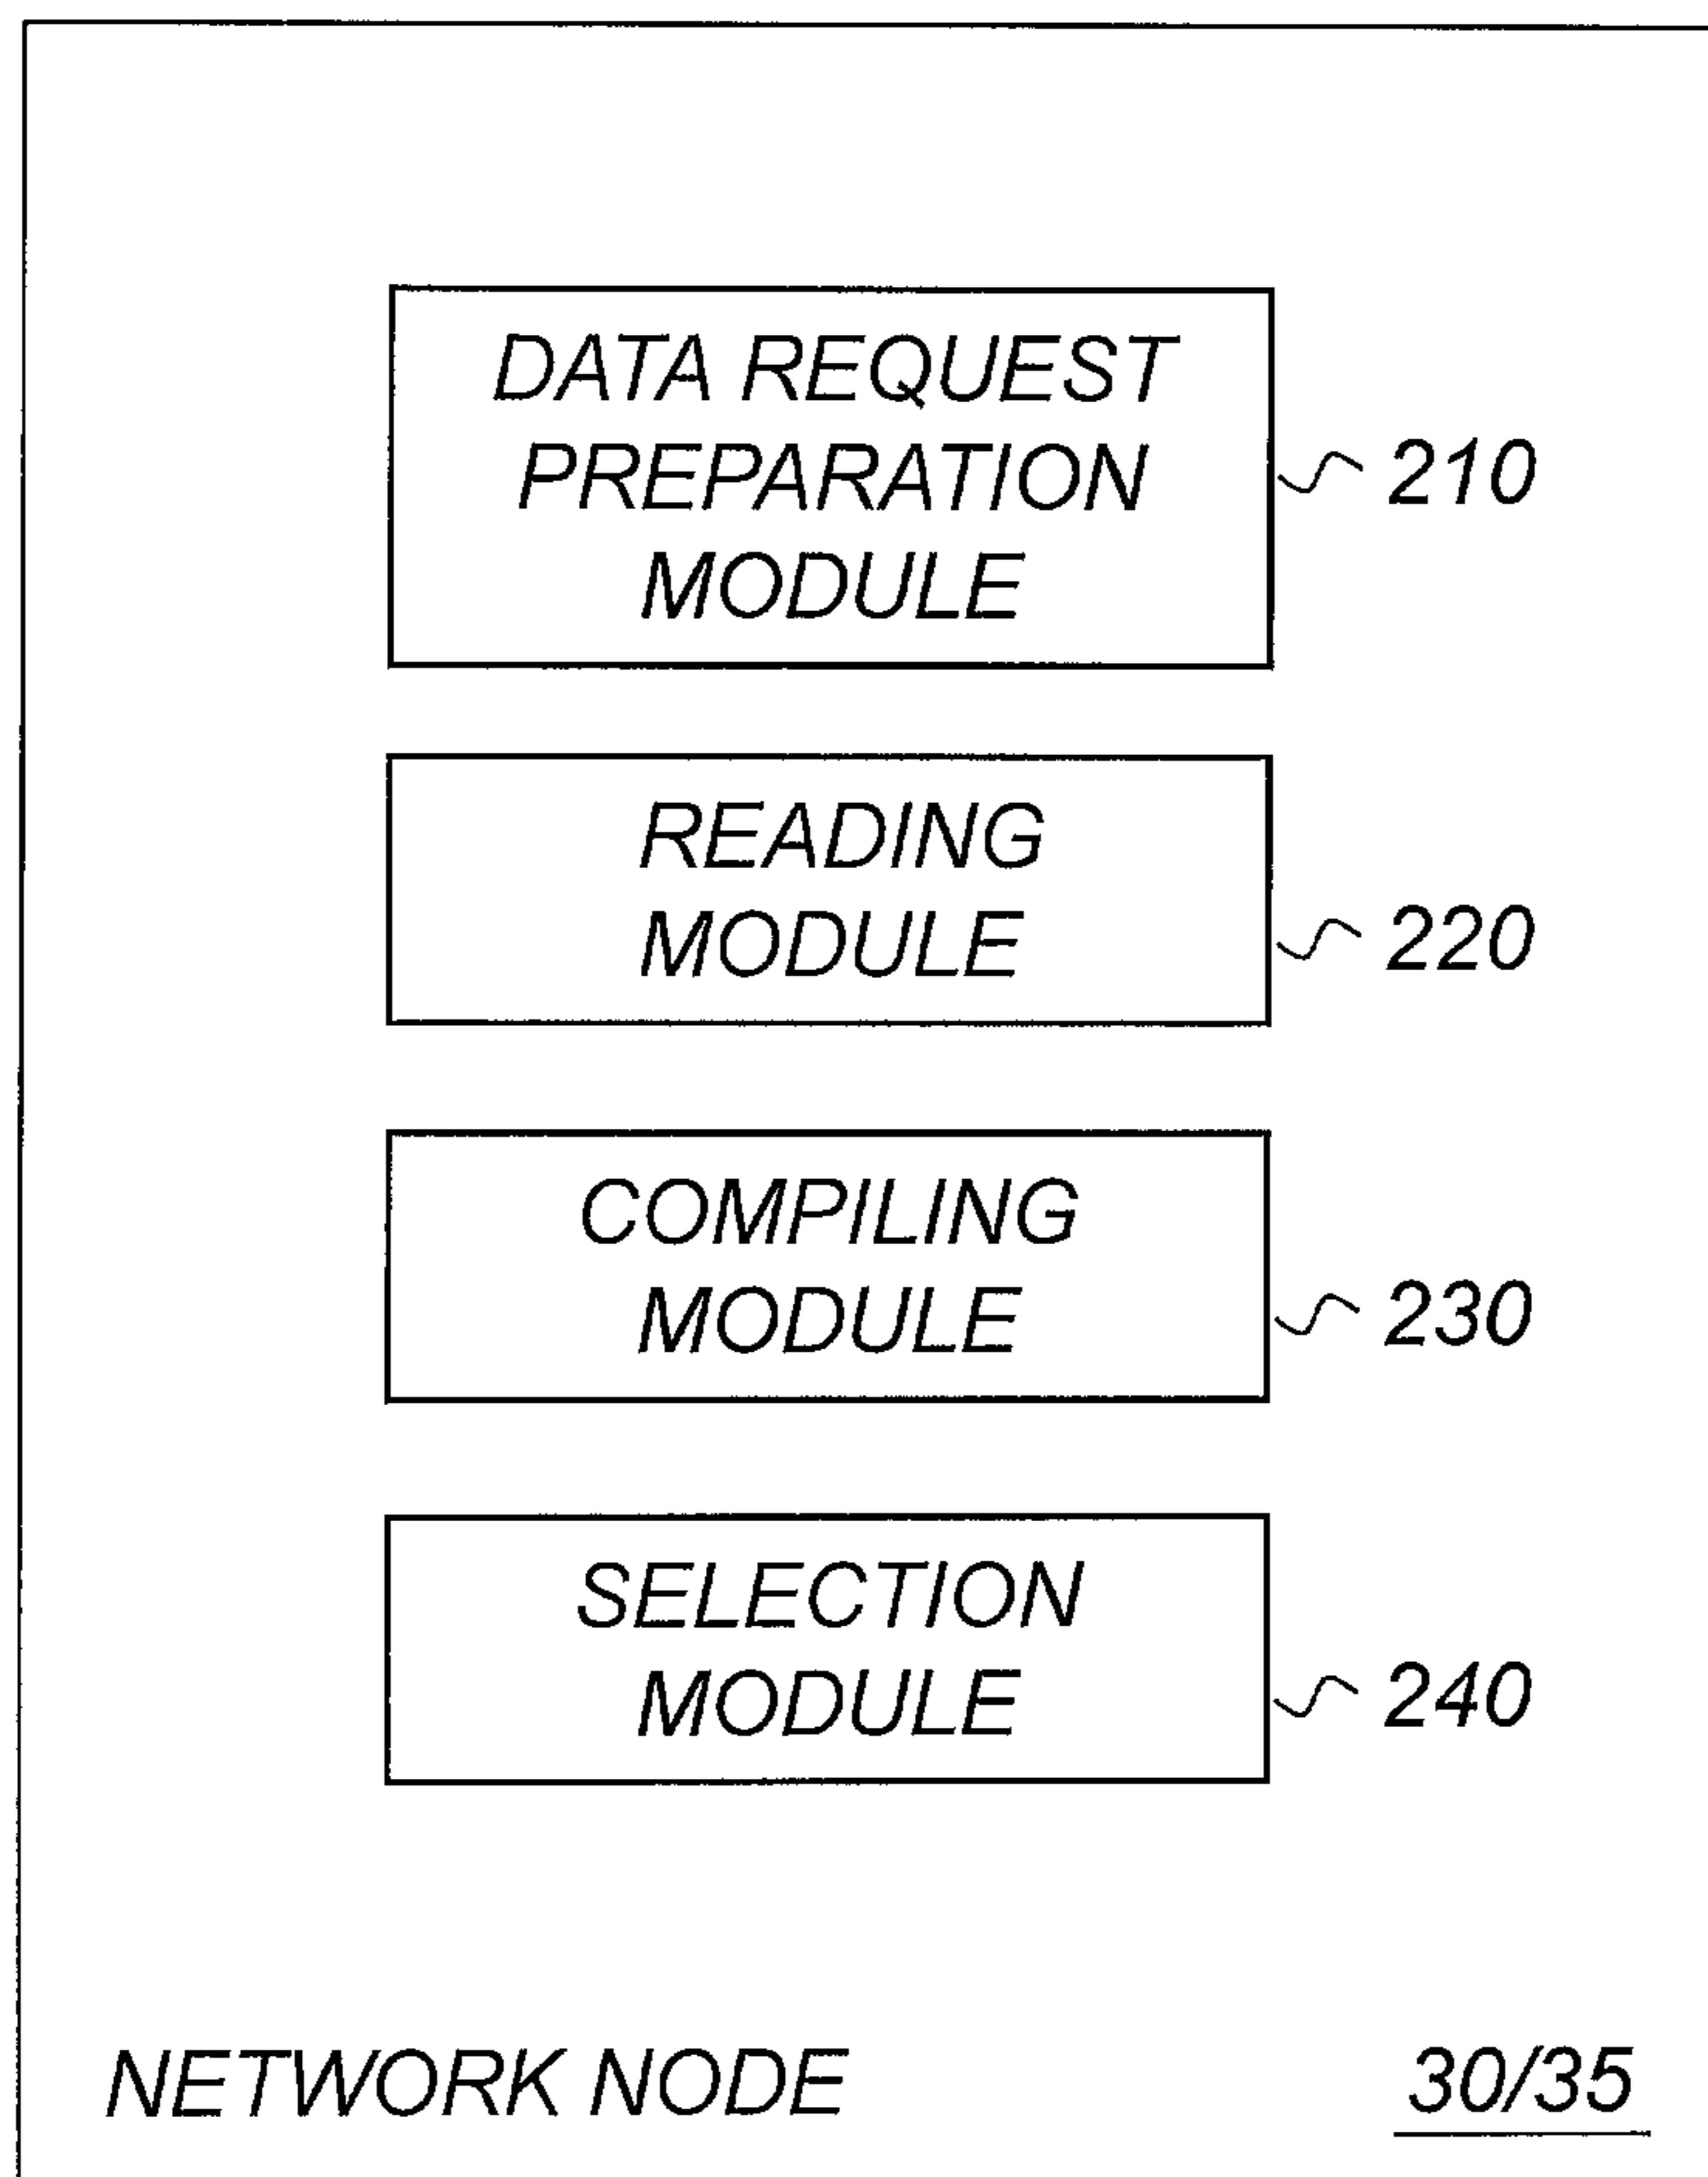 DATA REQUEST
PREPARATION
MODULE
210
READING
MODULE
220
COMPILING
MODULE
230
SELECTION
MODULE
240
NETWORK NODE
30/35